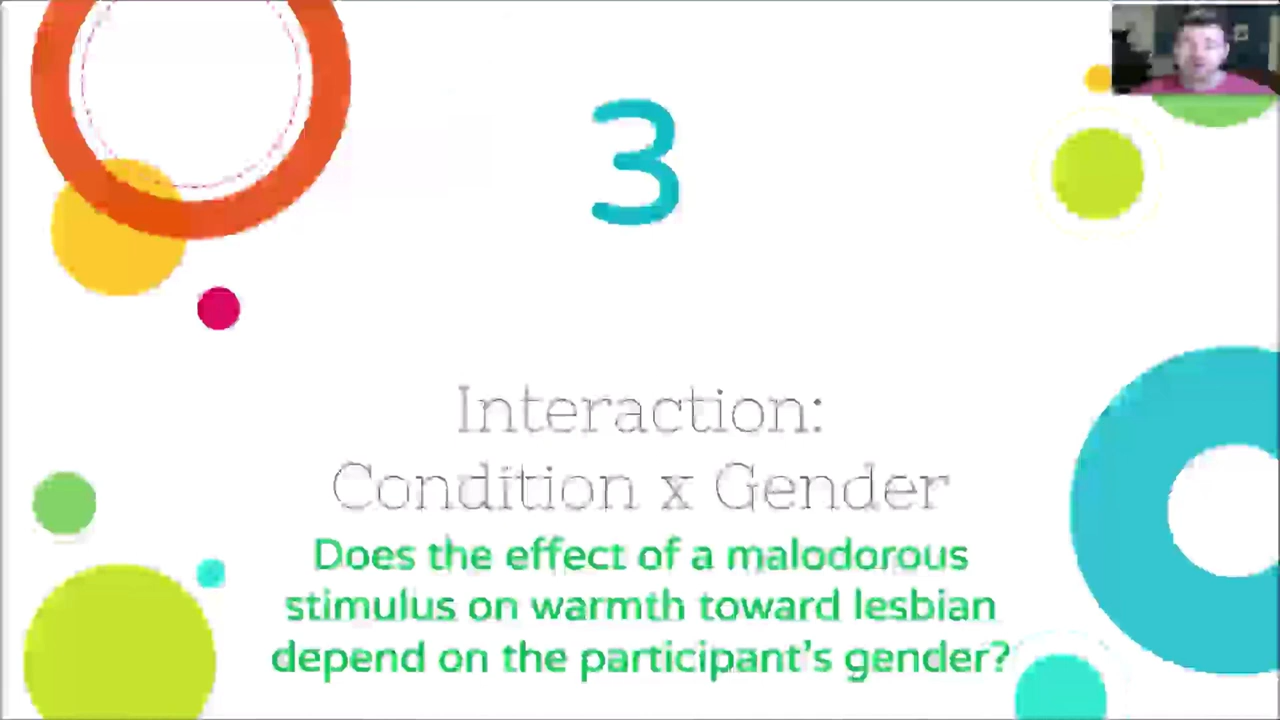 3
Interaction:
Condition x Gender
Does the effect of a malodorous
stimulus on warmth toward lesbian
depend on the participant's gender?